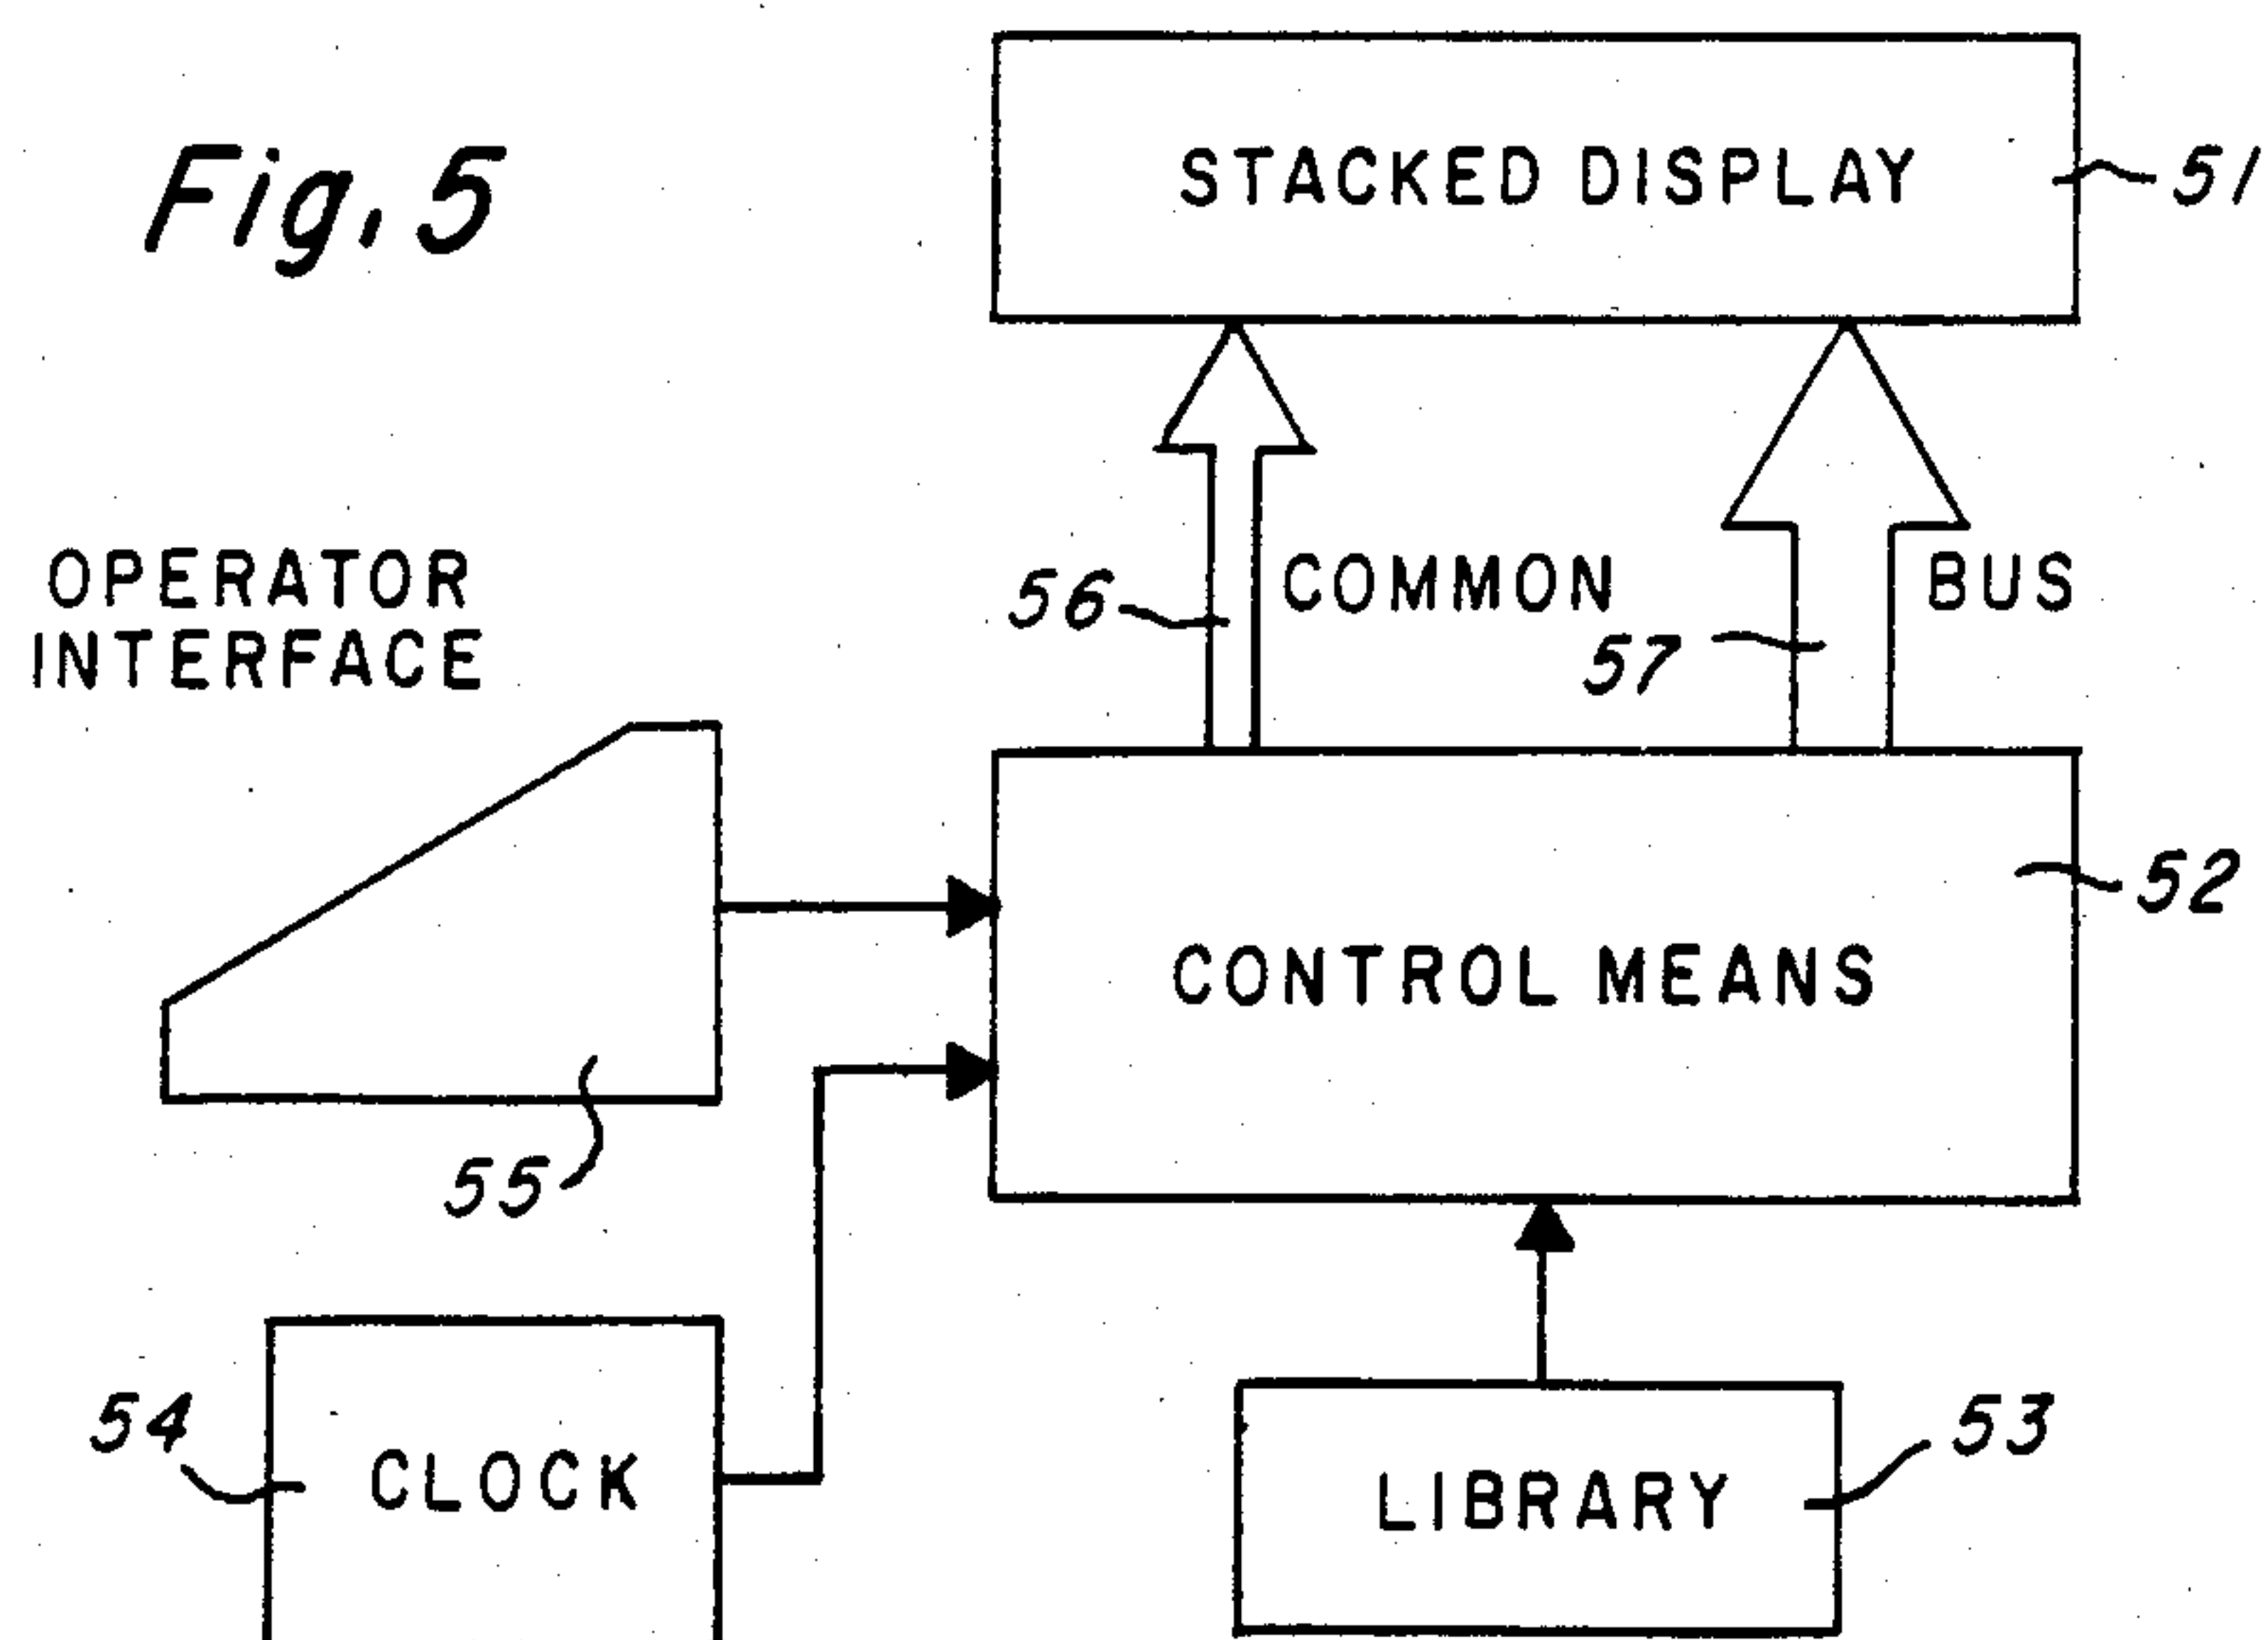 Fig. 5
STACKED DISPLAY
51
OPERATOR
INTERFACE
56
COMMON
57
BUS
52
CONTROL MEANS
55
54
CLOCK
53
LIBRARY